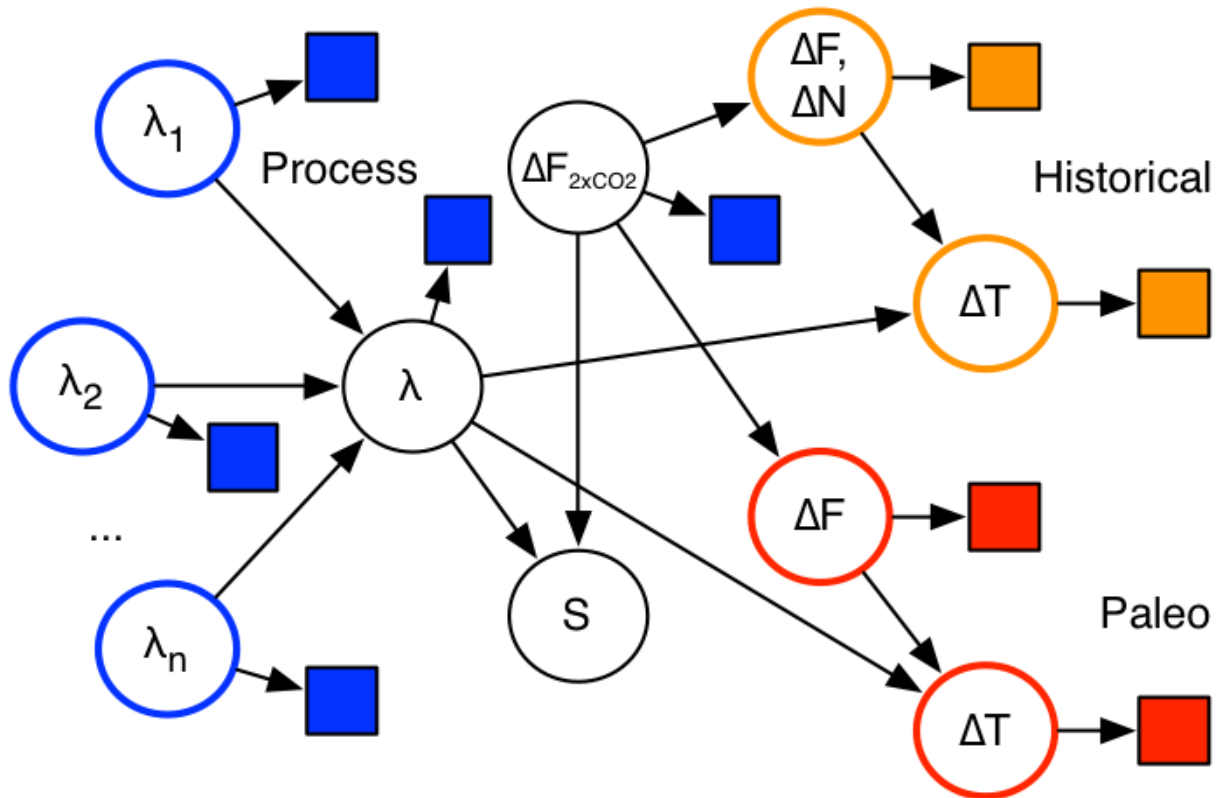 λ1
Process
ΔF2xCO2
ΔF,
ΔN
Historical
ΔT
λ2
λ
...
ΔF
S
Paleo
λn
ΔT